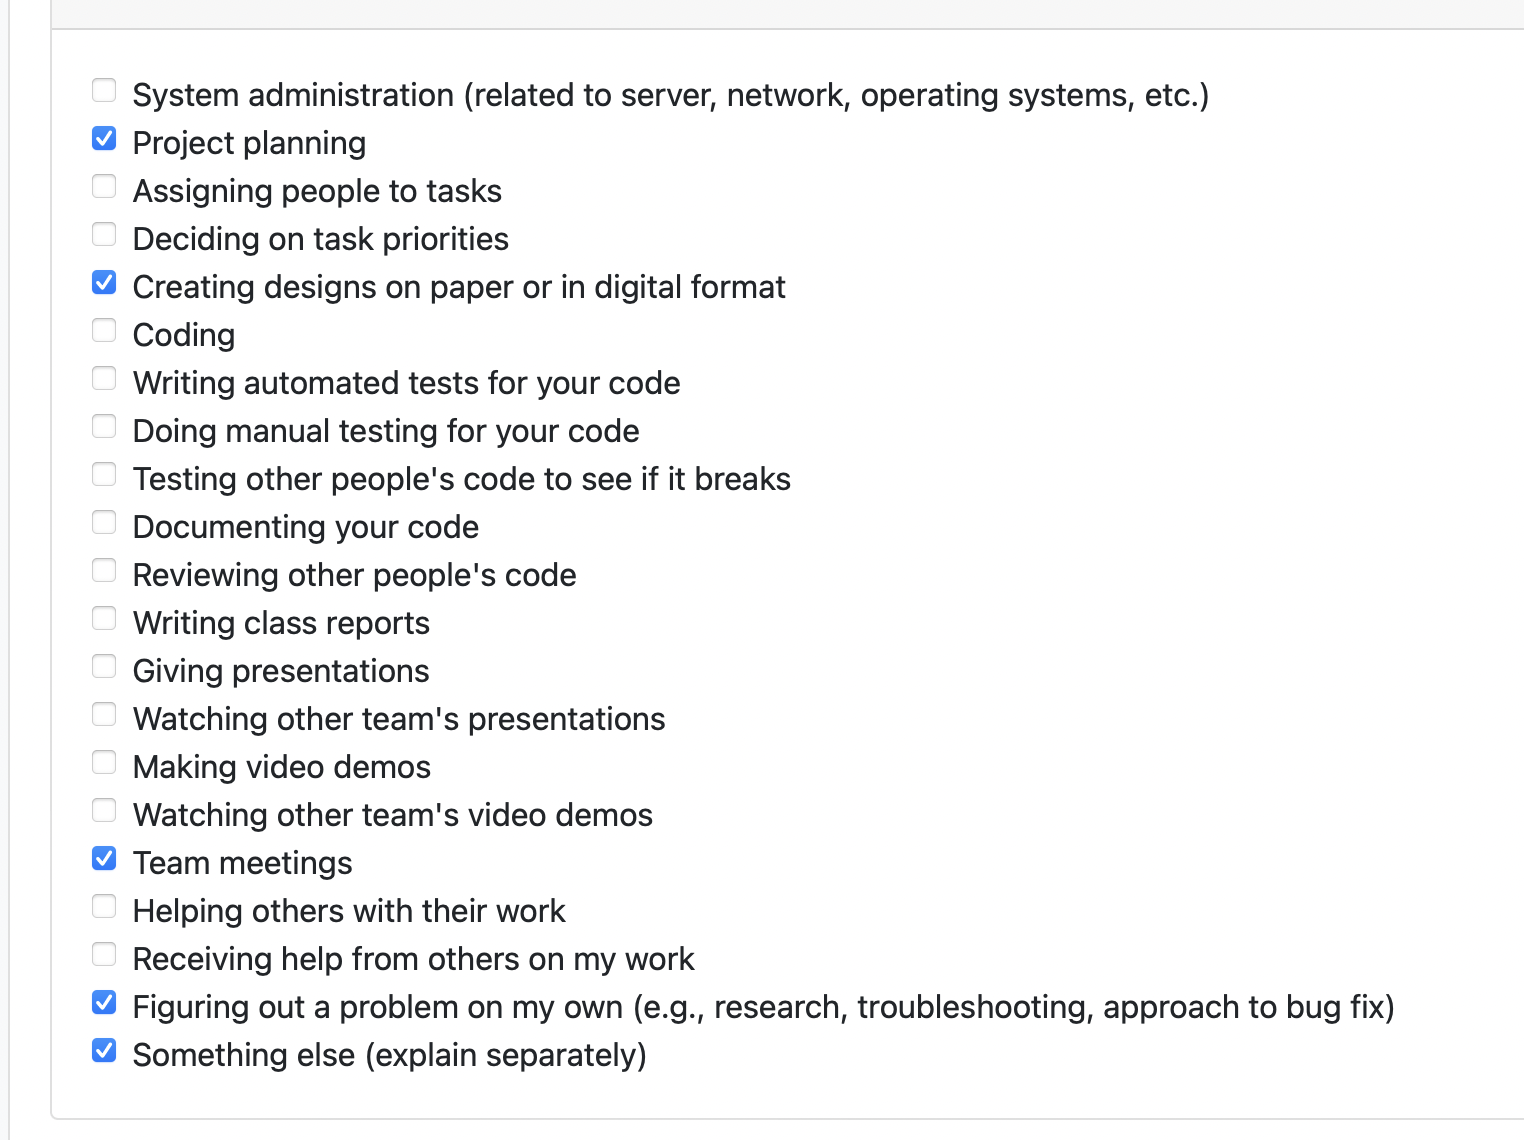 System administration (related to server, network, operating systems, etc.)
Project planning
Assigning people to tasks
Deciding on task priorities
Creating designs on paper or in digital format
Coding
Writing automated tests for your code
Doing manual testing for your code
Testing other people's code to see if it breaks
Documenting your code
Reviewing other people's code
Writing class reports
Giving presentations
Watching other team's presentations
Making video demos
Watching other team's video demos
Team meetings
Helping others with their work
Receiving help from others on my work
Figuring out a problem on my own (e.g., research, troubleshooting, approach to bug fix)
Something else (explain separately)